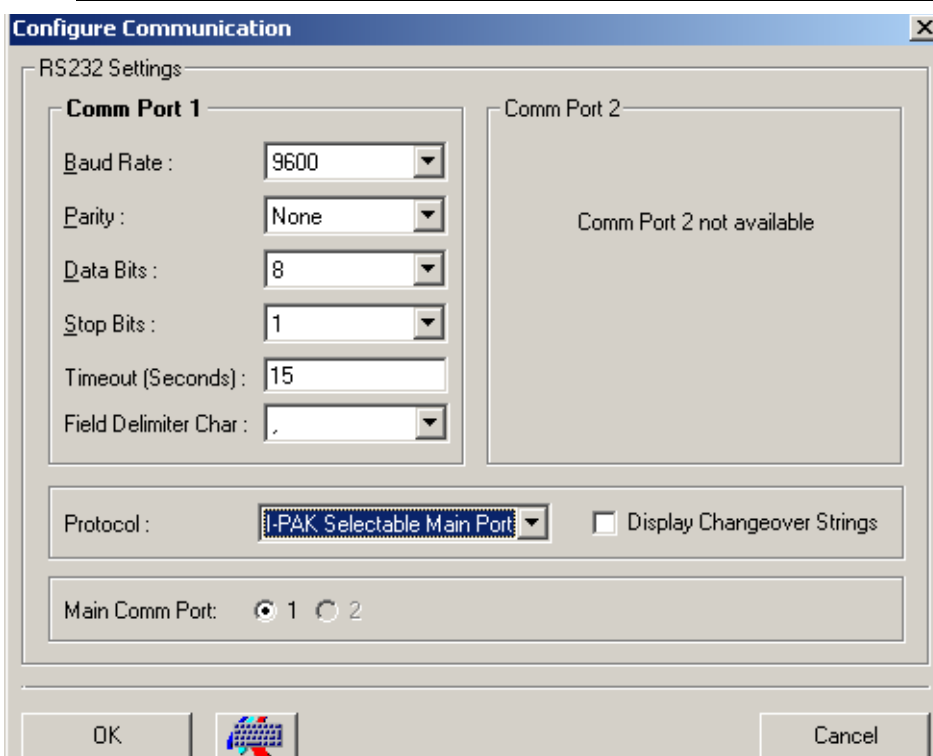 Configure Communication
RS232 Settings
Comm Port 1
Baud Rate :
9600
Parity :
None
Data Bits :
8
Stop Bits :
1
Timeout (Seconds) :
15
Field Delimiter Char :
,
Comm Port 2
Comm Port 2 not available
Protocol :
I-PAK Selectable Main Port
Display Changeover Strings
Main Comm Port:
1
2
OK
Cancel